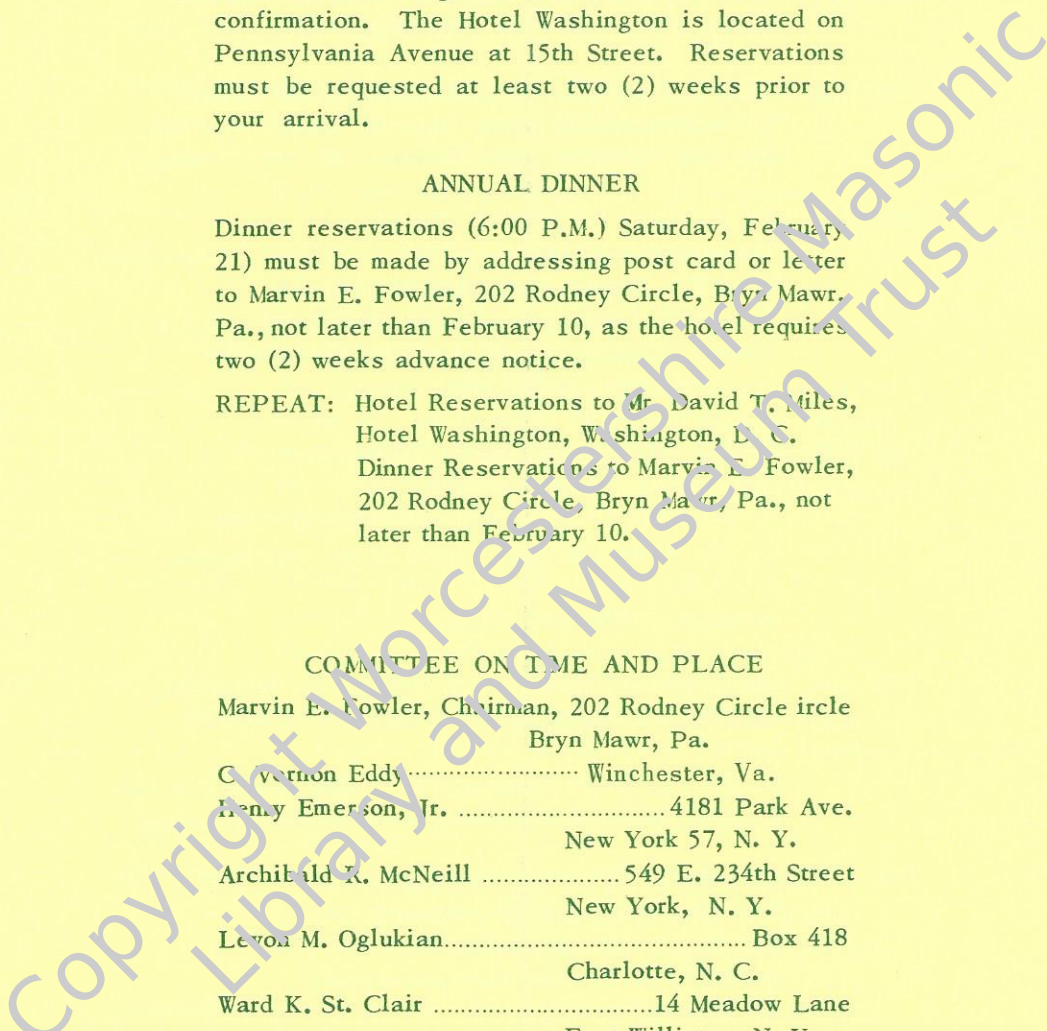 confirmation. The Hotel Washington is located on
Pennsylvania Avenue at 15th Street. Reservations
must be requested at least two (2) weeks prior to
your arrival.
ANNUAL DINNER
Dinner reservations (6:00 P.M.) Saturday, February
21) must be made by addressing post card or letter
to Marvin E. Fowler, 202 Rodney Circle, Bryn Mawr.
Pa., not later than February 10, as the hotel requires
two (2) weeks advance notice.
REPEAT: Hotel Reservations to Mr. David T. Miles,
Hotel Washington, Washington, D. C.
Dinner Reservations to Marvin E. Fowler,
202 Rodney Circle, Bryn Mawr, Pa., not
later than February 10.
COMMITTEE ON TIME AND PLACE
Marvin E. Fowler, Chairman, 202 Rodney Circle ircle
Bryn Mawr, Pa.
C. Vernon Eddy ........................ Winchester, Va.
Henry Emerson, Jr. .............................. 4181 Park Ave.
New York 57, N. Y.
Archibald R. McNeill .................... 549 E. 234th Street
New York, N. Y.
Levon M. Oglukian............................................ Box 418
Charlotte, N. C.
Ward K. St. Clair ................................14 Meadow Lane
Copyright Worcestershire Masonic
Library and Museum Trust